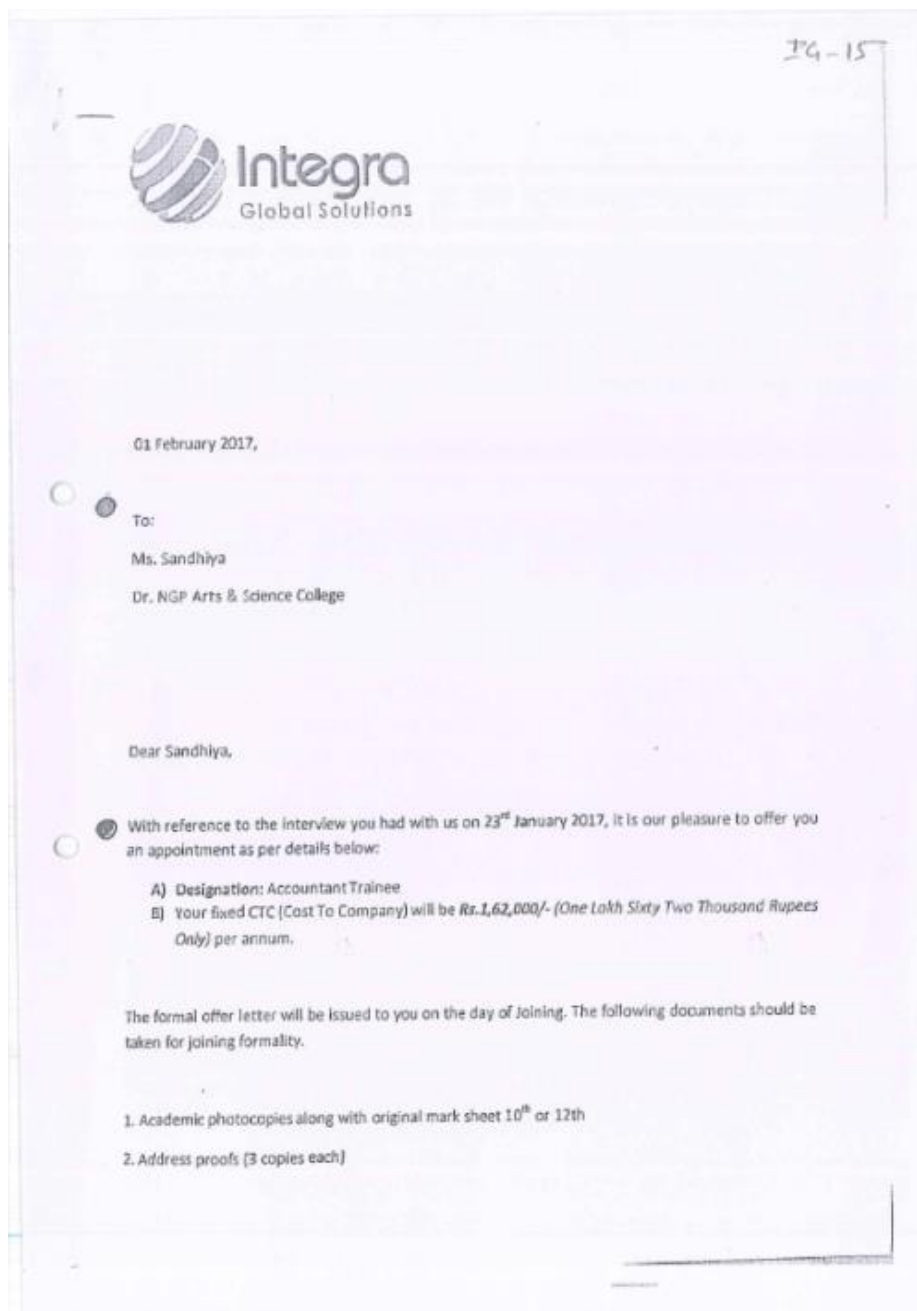 IG-15
Integra
Global Solutions
01 February 2017,
To:
Ms. Sandhiya
Dr. NGP Arts & Science College
Dear Sandhiya,
With reference to the interview you had with us on 23rd January 2017, it is our pleasure to offer you
an appointment as per details below:
A) Designation: Accountant Trainee
B) Your fixed CTC (Cost To Company) will be Rs.1,62,000/- (One Lakh Sixty Two Thousand Rupees
Only) per annum.
The formal offer letter will be issued to you on the day of Joining. The following documents should be
taken for joining formality.
1. Academic photocopies along with original mark sheet 10th or 12th
2. Address proofs (3 copies each)